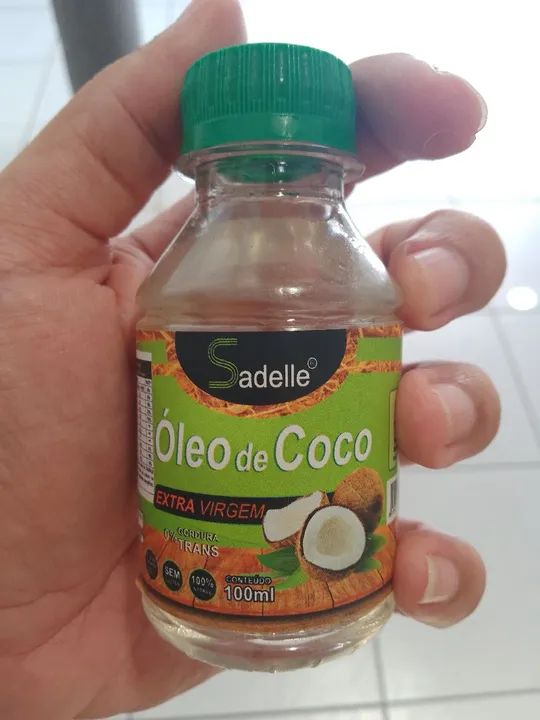 Sadelle
Óleo de Coco
EXTRA VIRGEM
0% GORDURA
TRANS
SEM
100%
CONTEÚDO
100ml